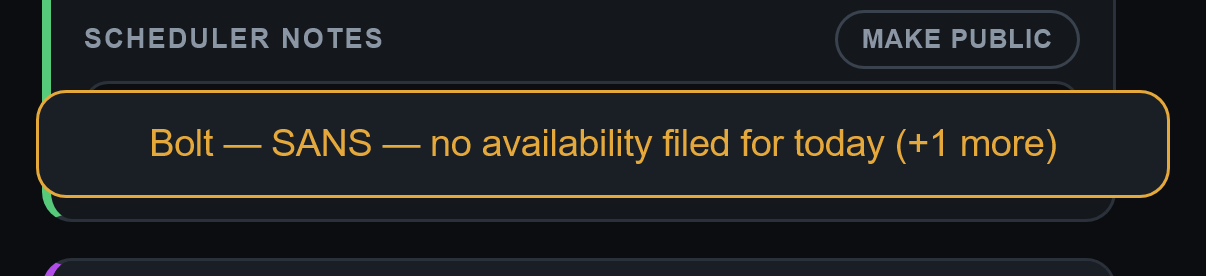 SCHEDULER NOTES
MAKE PUBLIC
Bolt — SANS — no availability filed for today (+1 more)